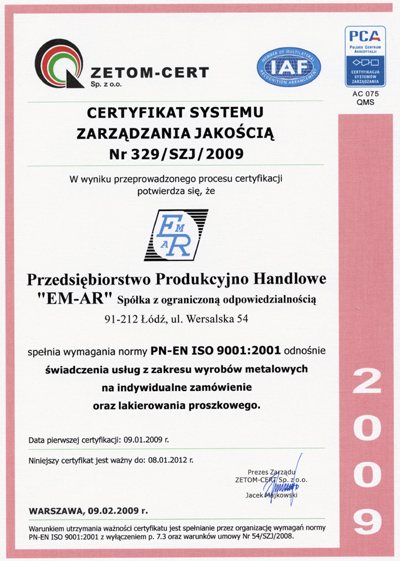 ZETOM-CERT
Sp. z o.o.
MEMBER OF MULTILATERAL
IAF
RECOGNITION ARRANGEMENT
PCA
POLSKIE CENTRUM
AKREDYTACJI
CERTYFIKACJA
SYSTEMÓW
ZARZĄDZANIA
AC 075
QMS
CERTYFIKAT SYSTEMU
ZARZĄDZANIA JAKOŚCIĄ
Nr 329/SZJ/2009
W wyniku przeprowadzonego procesu certyfikacji
potwierdza się, że
EM
AR
Przedsiębiorstwo Produkcyjno Handlowe
"EM-AR" Spółka z ograniczoną odpowiedzialnością
91-212 Łódź, ul. Wersalska 54
spełnia wymagania normy PN-EN ISO 9001:2001 odnośnie
świadczenia usług z zakresu wyrobów metalowych
na indywidualne zamówienie
oraz lakierowania proszkowego.
2009
Data pierwszej certyfikacji: 09.01.2009 r.
Niniejszy certyfikat jest ważny do: 08.01.2012 r.
Prezes Zarządu
ZETOM-CERT Sp. z o.o.
Jacek Majkowski
WARSZAWA, 09.02.2009 r.
Warunkiem utrzymania ważności certyfikatu jest spełnianie przez organizację wymagań normy
PN-EN ISO 9001:2001 z wyłączeniem p. 7.3 oraz warunków umowy Nr 54/SZJ/2008.